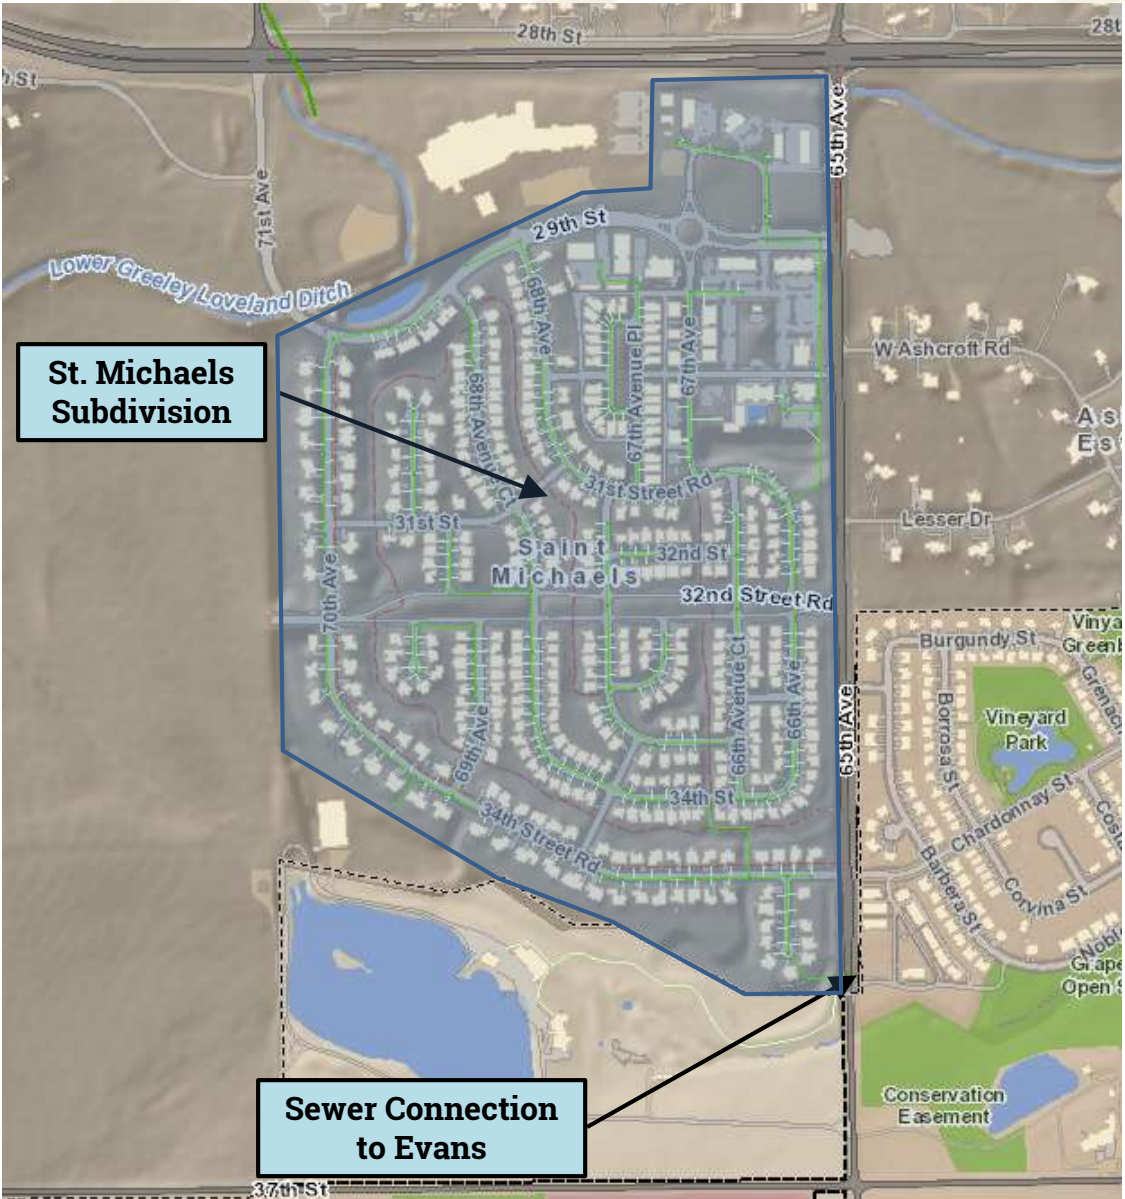 28th St
28t
h St
65th Ave
71st Ave
29th St
Lower Greeley Loveland Ditch
68th Ave
W Ashcroft Rd
67th Avenue Pl
67th Ave
St. Michaels
Subdivision
68th Avenue Ct
As
Es
31st Street Rd
31st St
Lesser Dr
Saint
Michaels
32nd St
32nd Street Rd
70th Ave
Burgundy St
Vinya
Greenb
Grenac
66th Avenue Ct
66th Ave
65th Ave
Borrosa St
Vineyard
Park
69th Ave
34th St
Chardonnay St
34th Street Rd
Barbera St
Corvina St
Noble
Grape
Open S
Conservation
Easement
Sewer Connection
to Evans
37th St